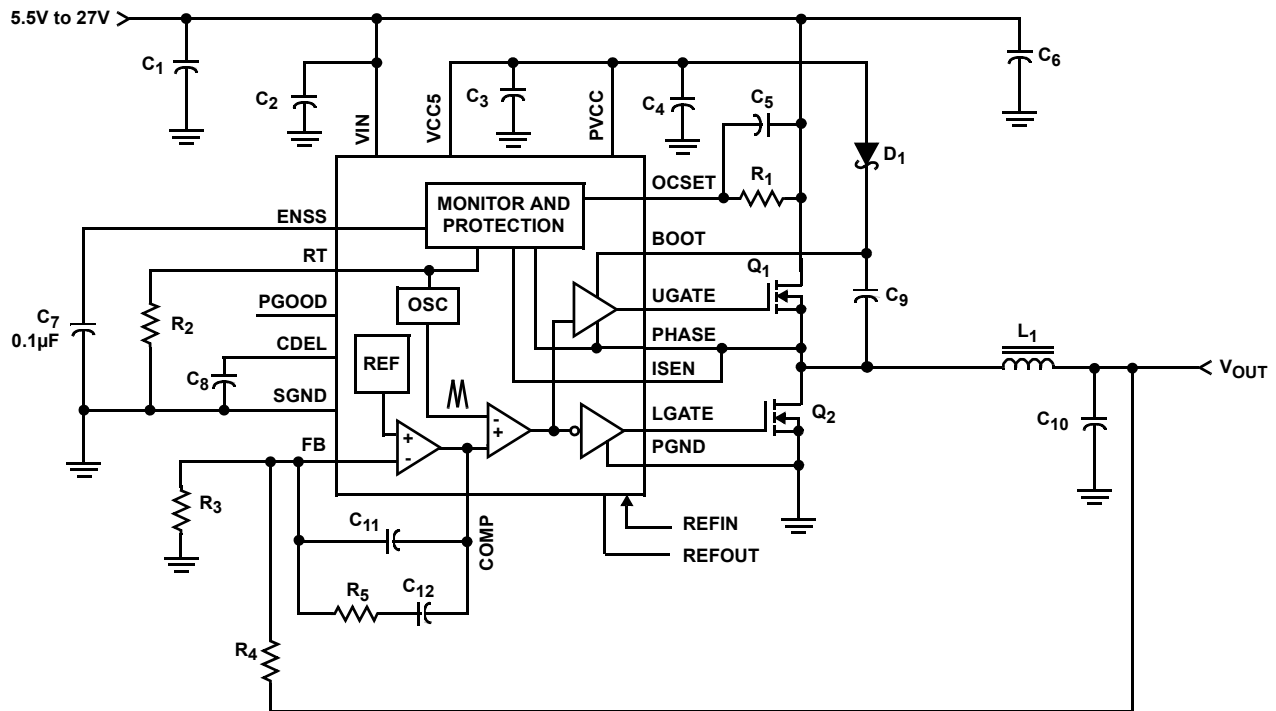 5.5V to 27V
C1
C2
VIN
VCC5
C3
PVCC
C4
C5
C6
D1
OCSET
R1
MONITOR AND
PROTECTION
ENSS
BOOT
RT
Q1
OSC
UGATE
C9
PGOOD
C7
0.1µF
R2
PHASE
L1
CDEL
REF
ISEN
VOUT
C8
SGND
LGATE
Q2
C10
- +
FB
+ -
PGND
R3
C11
COMP
REFIN
REFOUT
R5
C12
R4